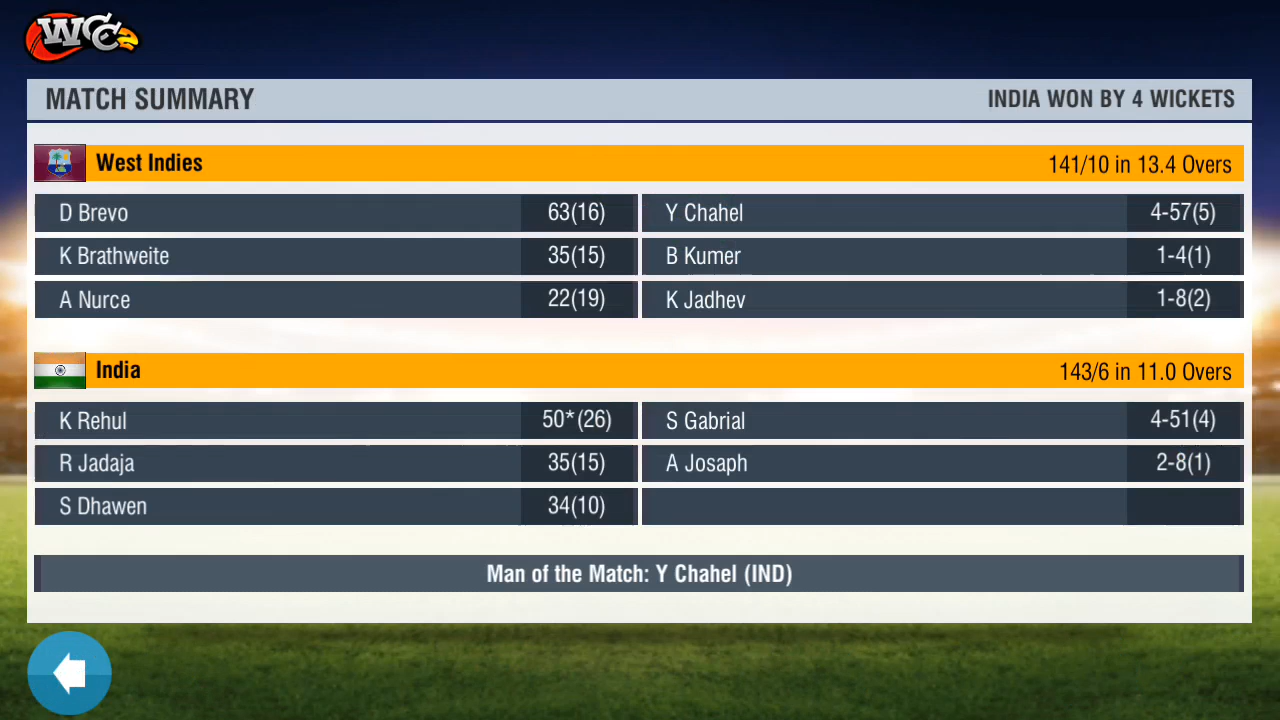 WCC
MATCH SUMMARY INDIA WON BY 4 WICKETS
West Indies 141/10 in 13.4 Overs
D Brevo 63(16) Y Chahel 4-57(5)
K Brathweite 35(15) B Kumer 1-4(1)
A Nurce 22(19) K Jadhev 1-8(2)
India 143/6 in 11.0 Overs
K Rehul 50*(26) S Gabrial 4-51(4)
R Jadaja 35(15) A Josaph 2-8(1)
S Dhawen 34(10)
Man of the Match: Y Chahel (IND)